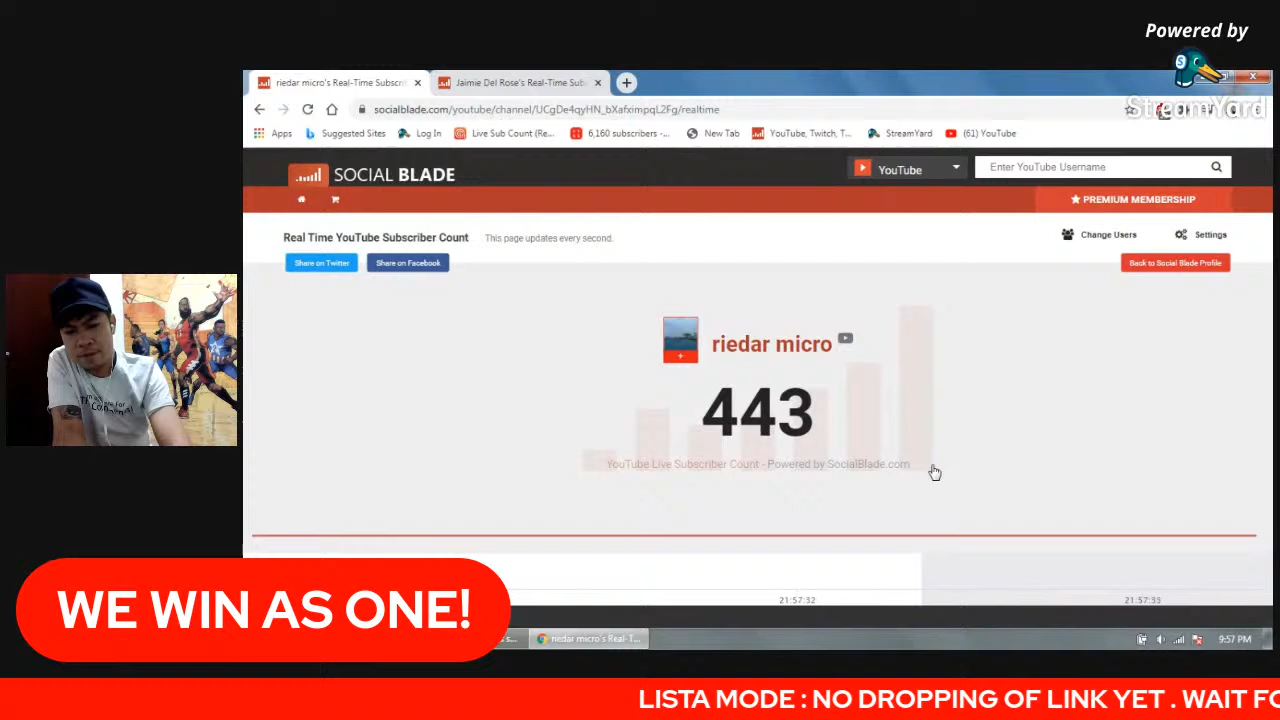 Powered by
StreamYard
riedar micro's Real-Time Subscri
Jaimie Del Rose's Real-Time Sub
socialblade.com/youtube/channel/UCgDe4qyHN_bXafximpqL2Fg/realtime
Apps
Suggested Sites
Log In
Live Sub Count (Re...
6,160 subscribers -...
New Tab
YouTube, Twitch, T...
StreamYard
(61) YouTube
SOCIAL BLADE
YouTube
Enter YouTube Username
PREMIUM MEMBERSHIP
Real Time YouTube Subscriber Count
This page updates every second.
Change Users
Settings
Share on Twitter
Share on Facebook
Back to Social Blade Profile
riedar micro
443
YouTube Live Subscriber Count - Powered by SocialBlade.com
21:57:32
21:57:35
WE WIN AS ONE!
riedar micro's Real-T...
9:57 PM
LISTA MODE : NO DROPPING OF LINK YET . WAIT FO